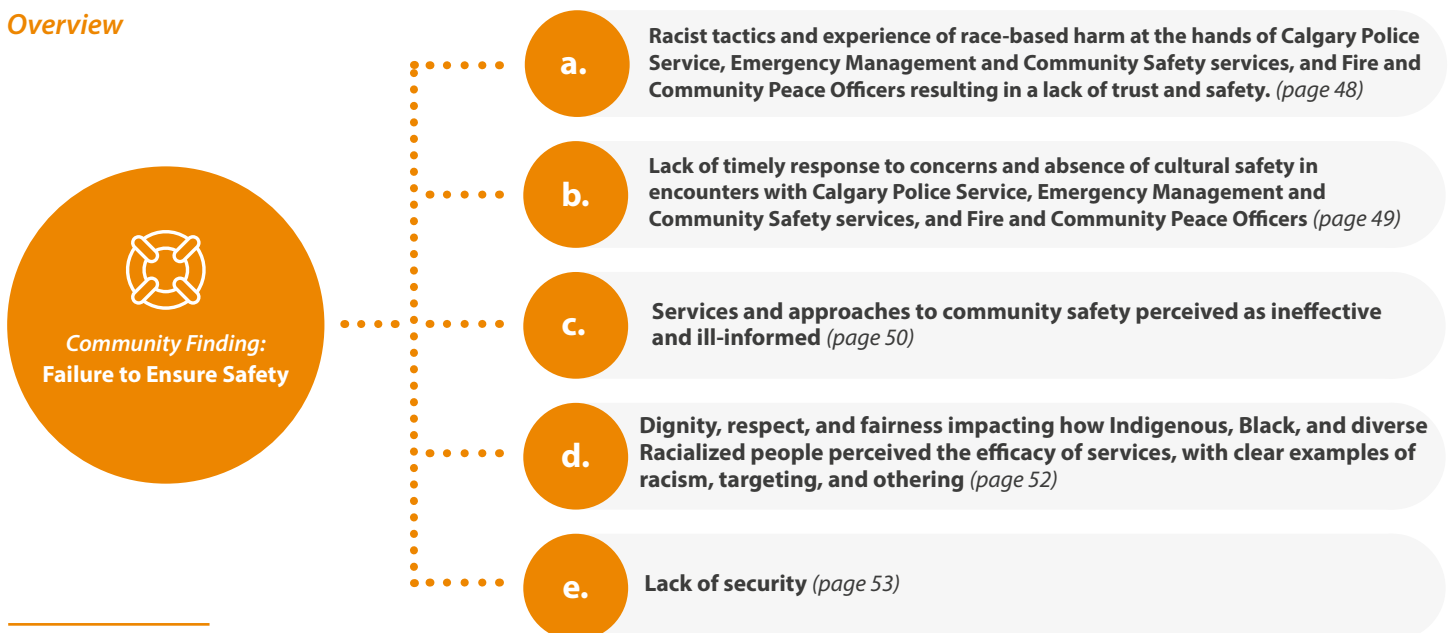 Overview
Community Finding:
Failure to Ensure Safety
a.
Racist tactics and experience of race-based harm at the hands of Calgary Police
Service, Emergency Management and Community Safety services, and Fire and
Community Peace Officers resulting in a lack of trust and safety. (page 48)
b.
Lack of timely response to concerns and absence of cultural safety in
encounters with Calgary Police Service, Emergency Management and
Community Safety services, and Fire and Community Peace Officers (page 49)
c.
Services and approaches to community safety perceived as ineffective
and ill-informed (page 50)
d.
Dignity, respect, and fairness impacting how Indigenous, Black, and diverse
Racialized people perceived the efficacy of services, with clear examples of
racism, targeting, and othering (page 52)
e.
Lack of security (page 53)